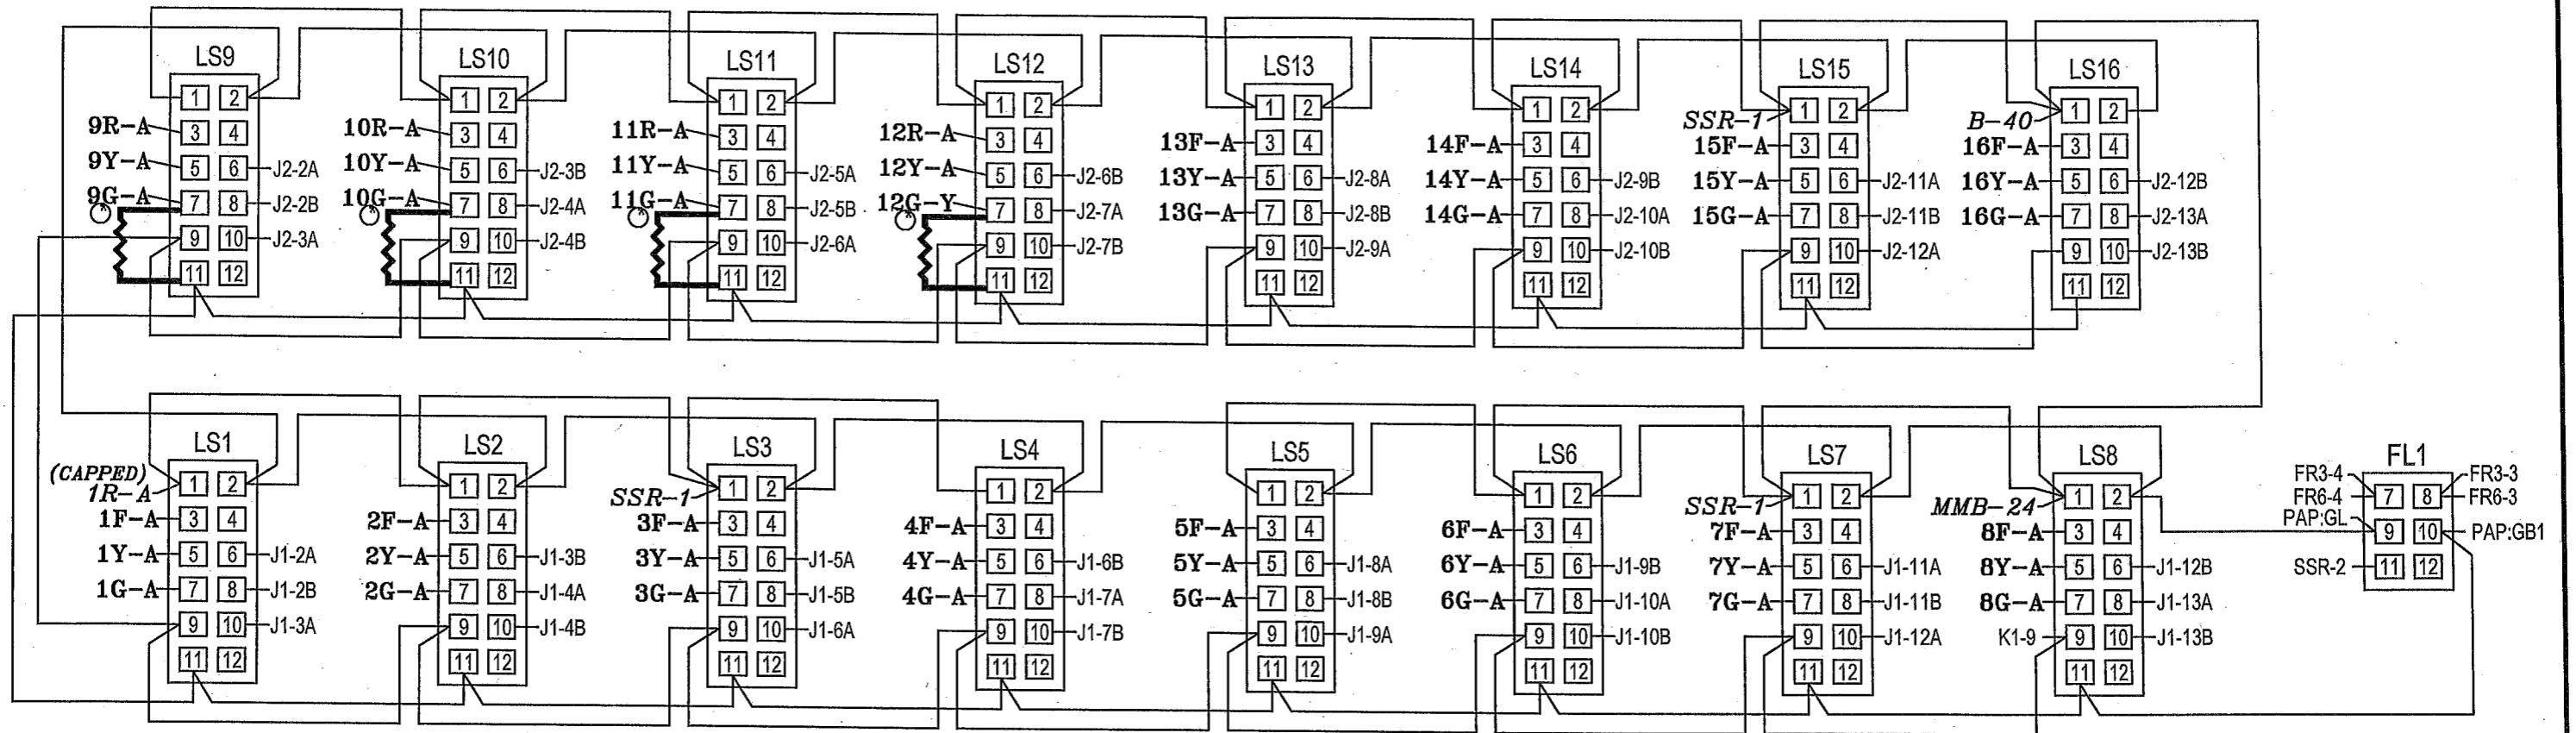 LS9 LS10 LS11 LS12 LS13 LS14 LS15 LS16
1 2
9R-A 3 4
9Y-A 5 6 J2-2A
9G-A 7 8 J2-2B
9 10 J2-3A
11 12
1 2
10R-A 3 4
10Y-A 5 6 J2-3B
10G-A 7 8 J2-4A
9 10 J2-4B
11 12
1 2
11R-A 3 4
11Y-A 5 6 J2-5A
11G-A 7 8 J2-5B
9 10 J2-6A
11 12
1 2
12R-A 3 4
12Y-A 5 6 J2-6B
12G-Y 7 8 J2-7A
9 10 J2-7B
11 12
1 2
13F-A 3 4
13Y-A 5 6 J2-8A
13G-A 7 8 J2-8B
9 10 J2-9A
11 12
1 2
14F-A 3 4
14Y-A 5 6 J2-9B
14G-A 7 8 J2-10A
9 10 J2-10B
11 12
SSR-1 1 2
15F-A 3 4
15Y-A 5 6 J2-11A
15G-A 7 8 J2-11B
9 10 J2-12A
11 12
B-40 1 2
16F-A 3 4
16Y-A 5 6 J2-12B
16G-A 7 8 J2-13A
9 10 J2-13B
11 12
LS1 LS2 LS3 LS4 LS5 LS6 LS7 LS8 FL1
(CAPPED)
1R-A 1 2
1F-A 3 4
1Y-A 5 6 J1-2A
1G-A 7 8 J1-2B
9 10 J1-3A
11 12
1 2
2F-A 3 4
2Y-A 5 6 J1-3B
2G-A 7 8 J1-4A
9 10 J1-4B
11 12
SSR-1 1 2
3F-A 3 4
3Y-A 5 6 J1-5A
3G-A 7 8 J1-5B
9 10 J1-6A
11 12
1 2
4F-A 3 4
4Y-A 5 6 J1-6B
4G-A 7 8 J1-7A
9 10 J1-7B
11 12
1 2
5F-A 3 4
5Y-A 5 6 J1-8A
5G-A 7 8 J1-8B
9 10 J1-9A
11 12
1 2
6F-A 3 4
6Y-A 5 6 J1-9B
6G-A 7 8 J1-10A
9 10 J1-10B
11 12
SSR-1 1 2
7F-A 3 4
7Y-A 5 6 J1-11A
7G-A 7 8 J1-11B
9 10 J1-12A
11 12
MMB-24 1 2
8F-A 3 4
8Y-A 5 6 J1-12B
8G-A 7 8 J1-13A
K1-9 9 10 J1-13B
11 12
FR3-4 FR3-3
FR6-4 7 8 FR6-3
PAP:GL 9 10 PAP:GB1
SSR-2 11 12